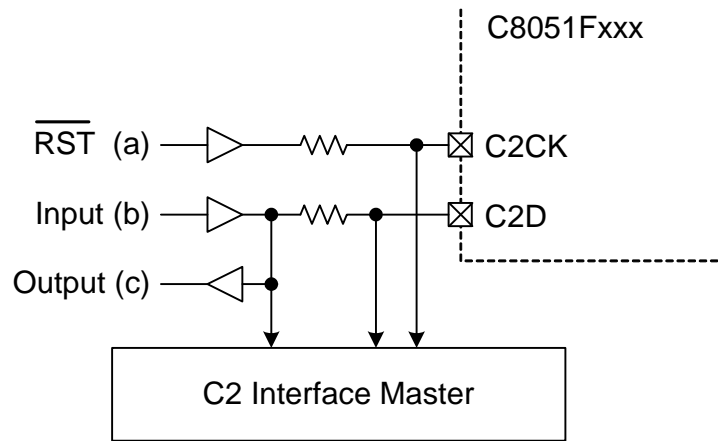 C8051Fxxx
RST (a)
C2CK
Input (b)
C2D
Output (c)
C2 Interface Master